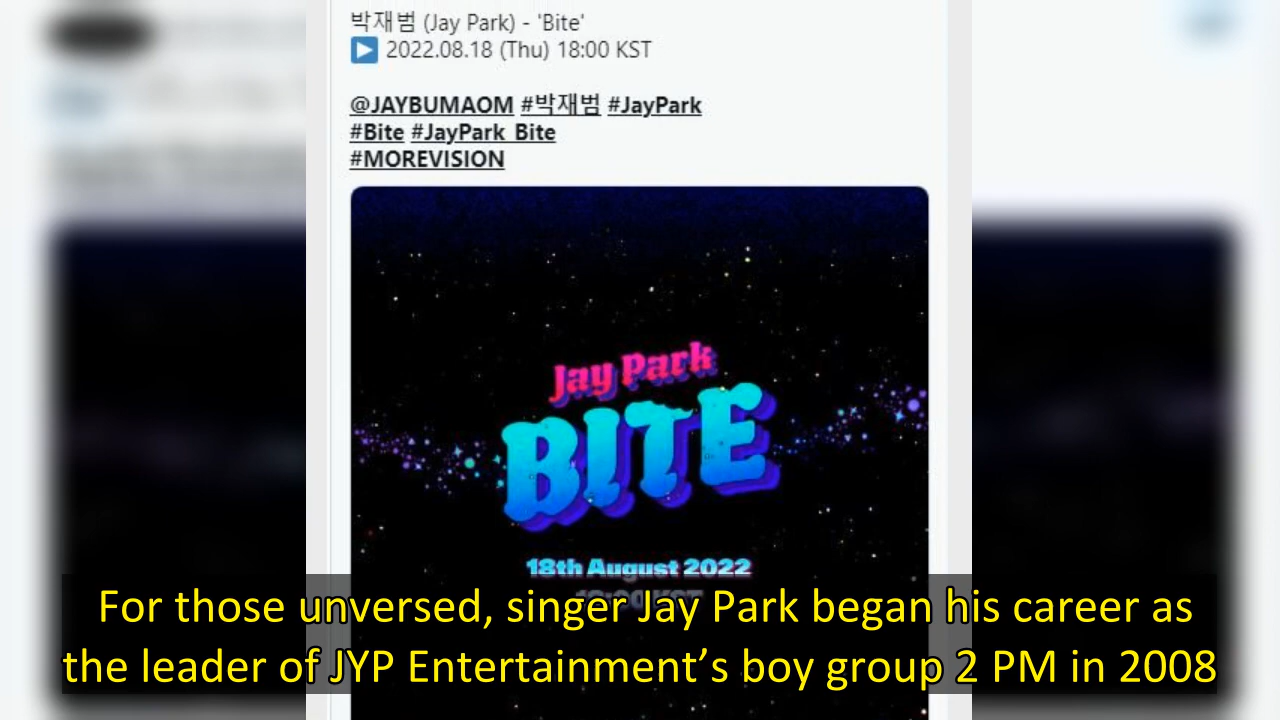 박재범 (Jay Park) - 'Bite'
2022.08.18 (Thu) 18:00 KST
@JAYBUMAOM #박재범 #JayPark
#Bite #JayPark_Bite
#MOREVISION
Jay Park
BITE
18th August 2022
For those unversed, singer Jay Park began his career as
the leader of JYP Entertainment’s boy group 2 PM in 2008